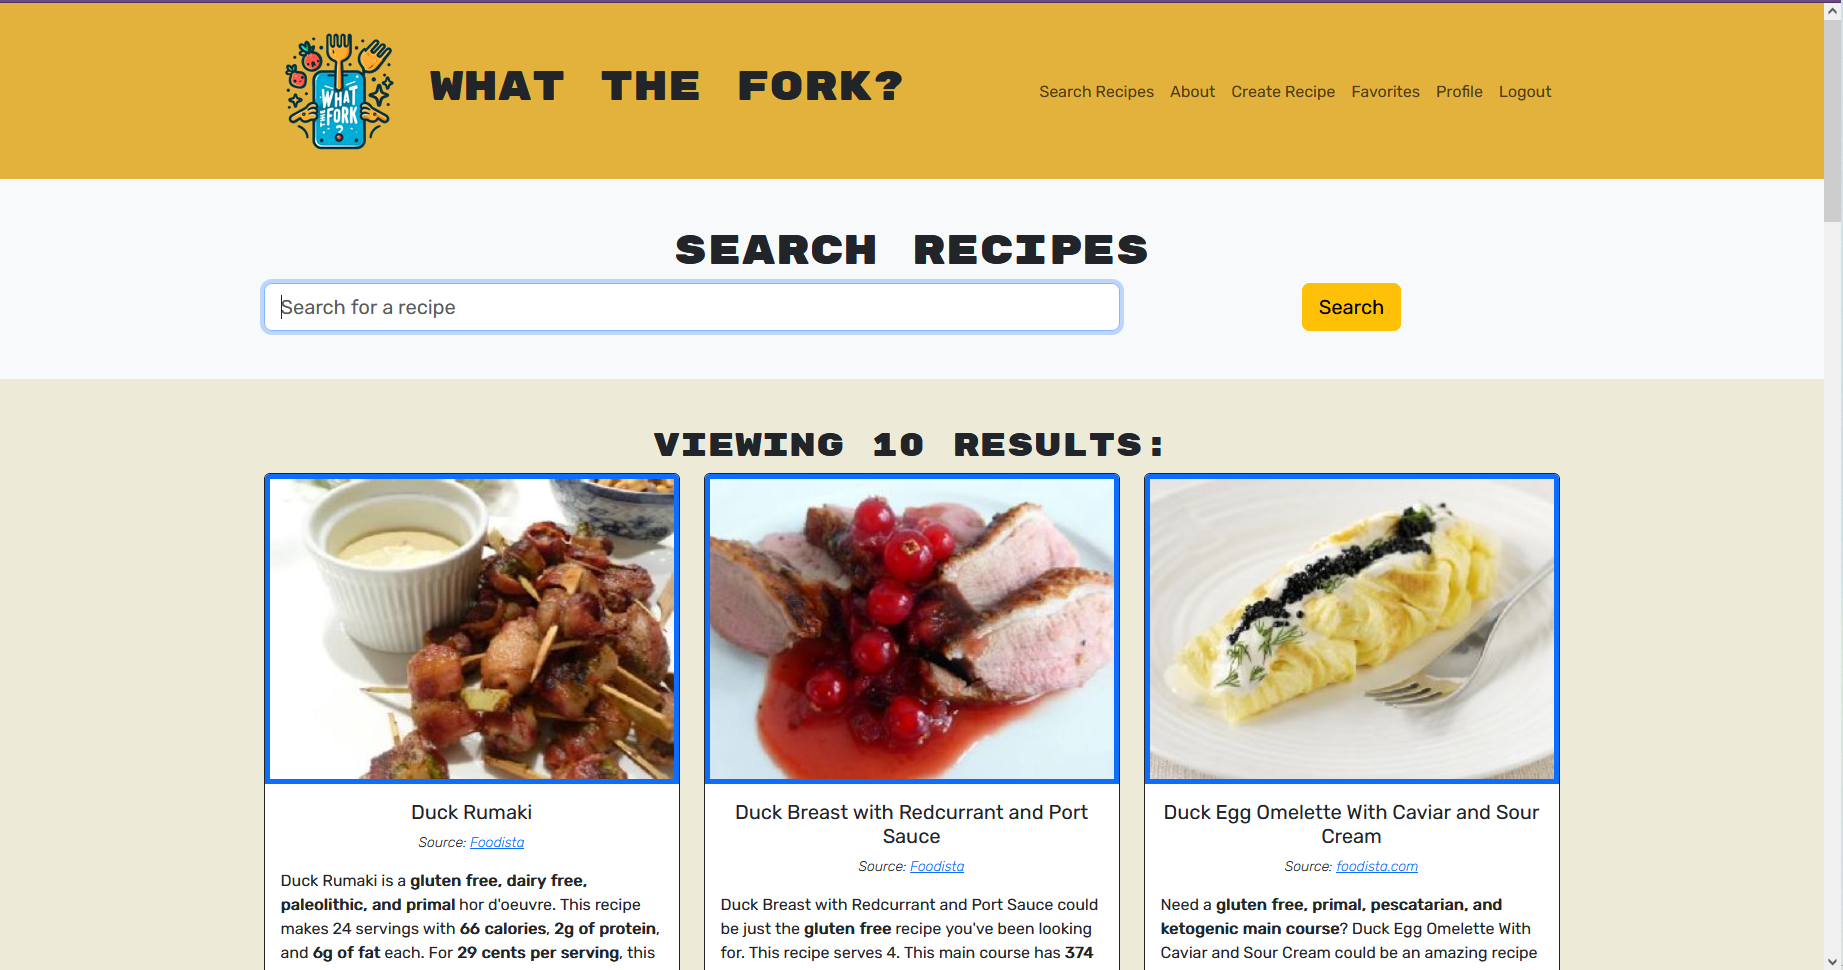 WHAT
THE
FORK
?
WHAT THE FORK?
Search Recipes About Create Recipe Favorites Profile Logout
SEARCH RECIPES
Search for a recipe
Search
VIEWING 10 RESULTS:
Duck Rumaki
Source: Foodista
Duck Rumaki is a gluten free, dairy free,
paleolithic, and primal hor d'oeuvre. This recipe
makes 24 servings with 66 calories, 2g of protein,
and 6g of fat each. For 29 cents per serving, this
Duck Breast with Redcurrant and Port
Sauce
Source: Foodista
Duck Breast with Redcurrant and Port Sauce could
be just the gluten free recipe you've been looking
for. This recipe serves 4. This main course has 374
Duck Egg Omelette With Caviar and Sour
Cream
Source: foodista.com
Need a gluten free, primal, pescatarian, and
ketogenic main course? Duck Egg Omelette With
Caviar and Sour Cream could be an amazing recipe